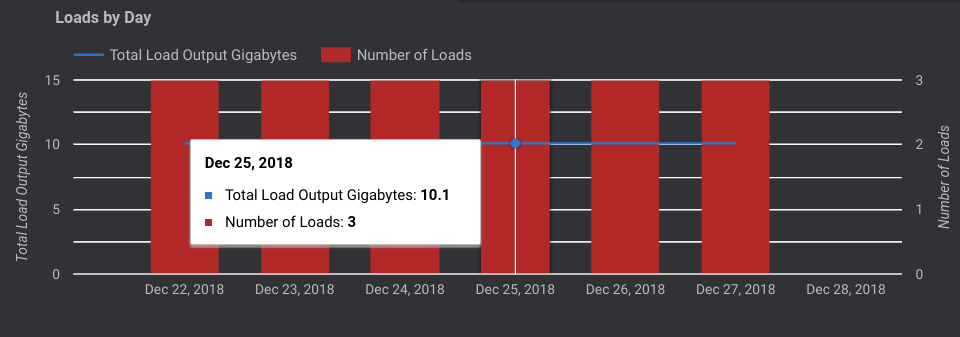 Loads by Day
Total Load Output Gigabytes
Number of Loads
15
10
5
0
Total Load Output Gigabytes
3
2
1
0
Number of Loads
Dec 25, 2018
Total Load Output Gigabytes: 10.1
Number of Loads: 3
Dec 22, 2018
Dec 23, 2018
Dec 24, 2018
Dec 25, 2018
Dec 26, 2018
Dec 27, 2018
Dec 28, 2018